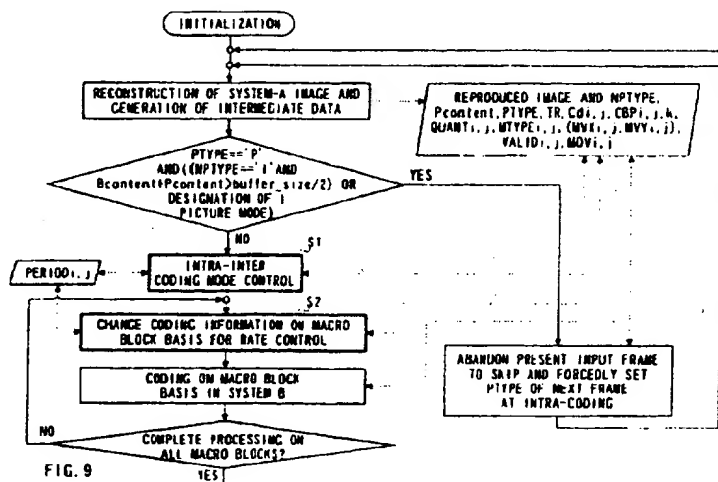 INITIALIZATION
RECONSTRUCTION OF SYSTEM-A IMAGE AND
GENERATION OF INTERMEDIATE DATA
REPRODUCED IMAGE AND NPTYPE,
Pcontent, PTYPE, TR, Cdi, j, CBPi, j, k,
QUANTi, j, MTYPEi, j, (MVXi, j, MVYi, j),
VALIDi, j, MOVi, j
PTYPE=='P'
AND((NPTYPE=='I'AND
Bcontent+Pcontent>buffer_size/2) OR
DESIGNATION OF I
PICTURE MODE)
YES
NO
S1
PERIODi, j
INTRA-INTER
CODING MODE CONTROL
S2
CHANGE CODING INFORMATION ON MACRO
BLOCK BASIS FOR RATE CONTROL
CODING ON MACRO BLOCK
BASIS IN SYSTEM B
ABANDON PRESENT INPUT FRAME
TO SKIP AND FORCEDLY SET
PTYPE OF NEXT FRAME
AT INTRA-CODING
NO
COMPLETE PROCESSING ON
ALL MACRO BLOCKS?
YES
FIG. 9